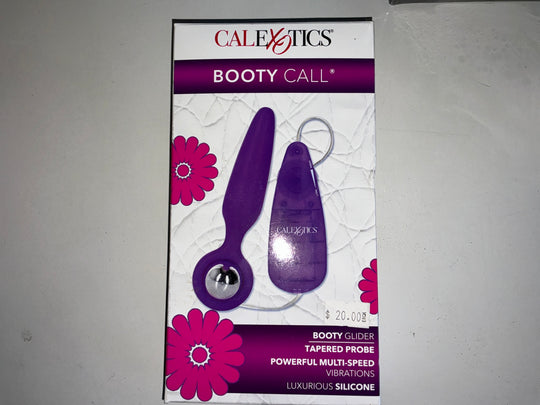 CALEXOTICS®
BOOTY CALL®
CALEXOTICS
$ 20.00
BOOTY GLIDER
TAPERED PROBE
POWERFUL MULTI-SPEED
VIBRATIONS
LUXURIOUS SILICONE